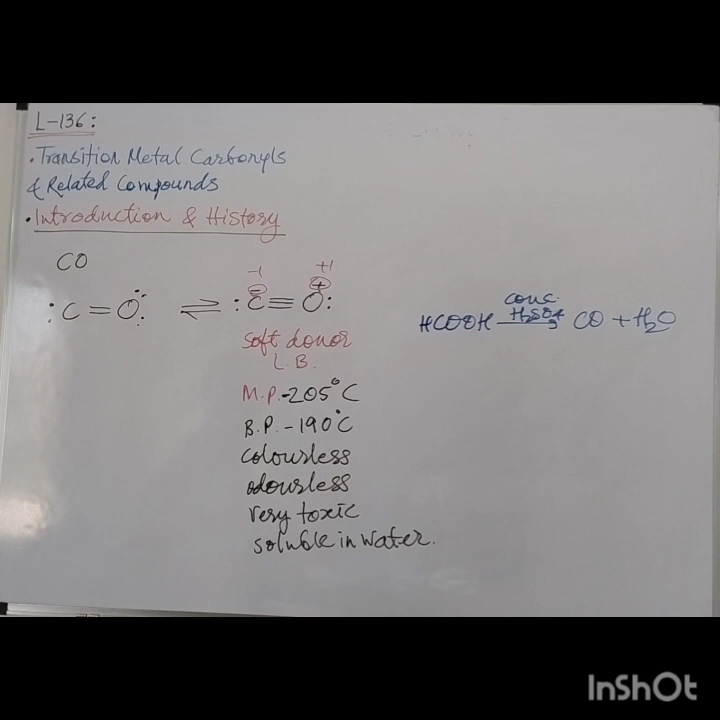 L-136:
• Transition Metal Carbonyls
& Related Compounds
• Introduction & History
CO
:C=O: ⇌ :C≡O:
-1 +1
⊖ ⊕
soft donor
L.B.
M.P. -205°C
B.P. -190°C
colourless
odourless
very toxic
soluble in water.
conc.
HCOOH H₂SO₄→ CO + H₂O
InShOt